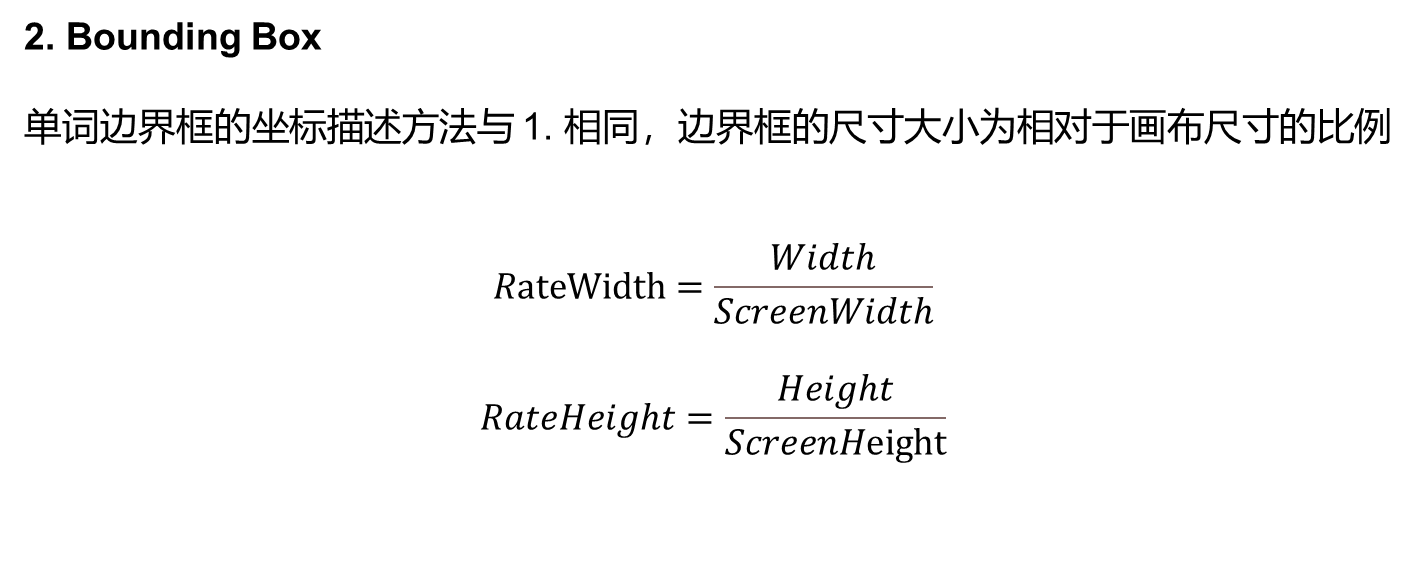 2. Bounding Box
单词边界框的坐标描述方法与 1. 相同，边界框的尺寸大小为相对于画布尺寸的比例
RateWidth = Width / ScreenWidth
RateHeight = Height / ScreenHeight